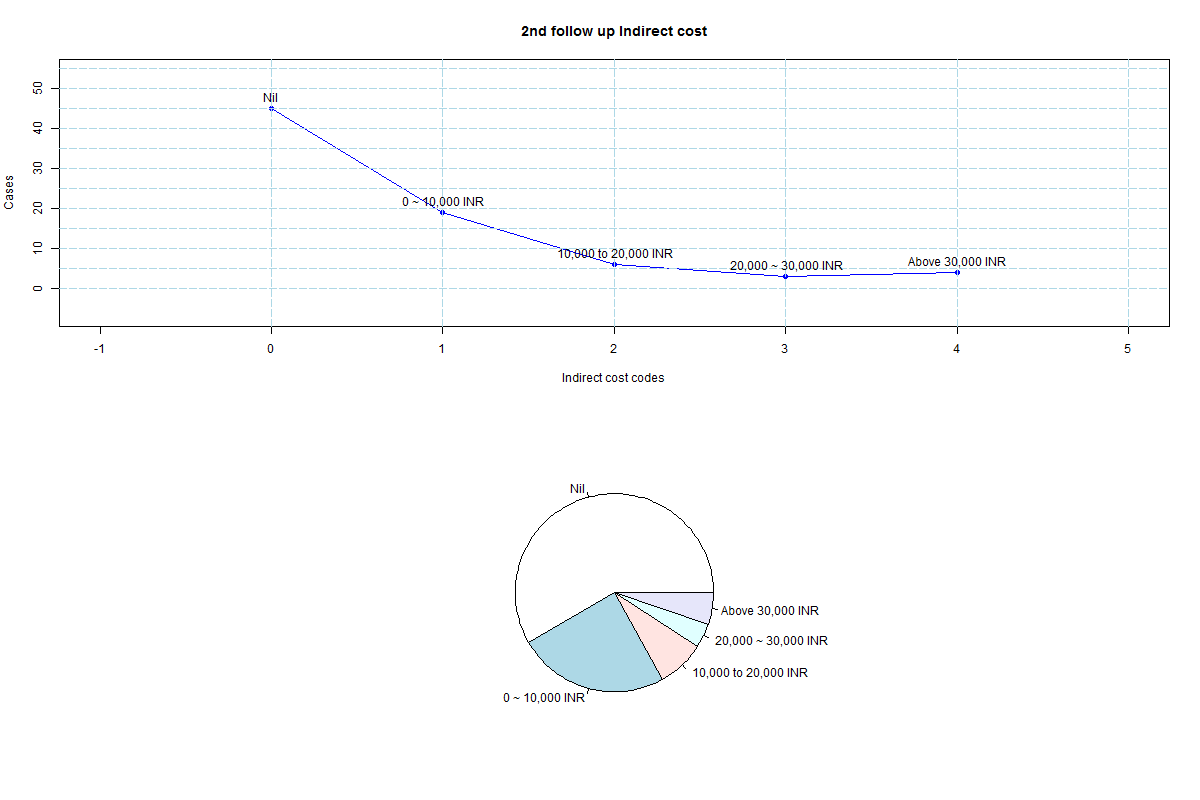 2nd follow up Indirect cost
50
40
30
20
10
0
Cases
Nil
0 ~ 10,000 INR
10,000 to 20,000 INR
20,000 ~ 30,000 INR
Above 30,000 INR
-1 0 1 2 3 4 5
Indirect cost codes
Nil
Above 30,000 INR
20,000 ~ 30,000 INR
10,000 to 20,000 INR
0 ~ 10,000 INR